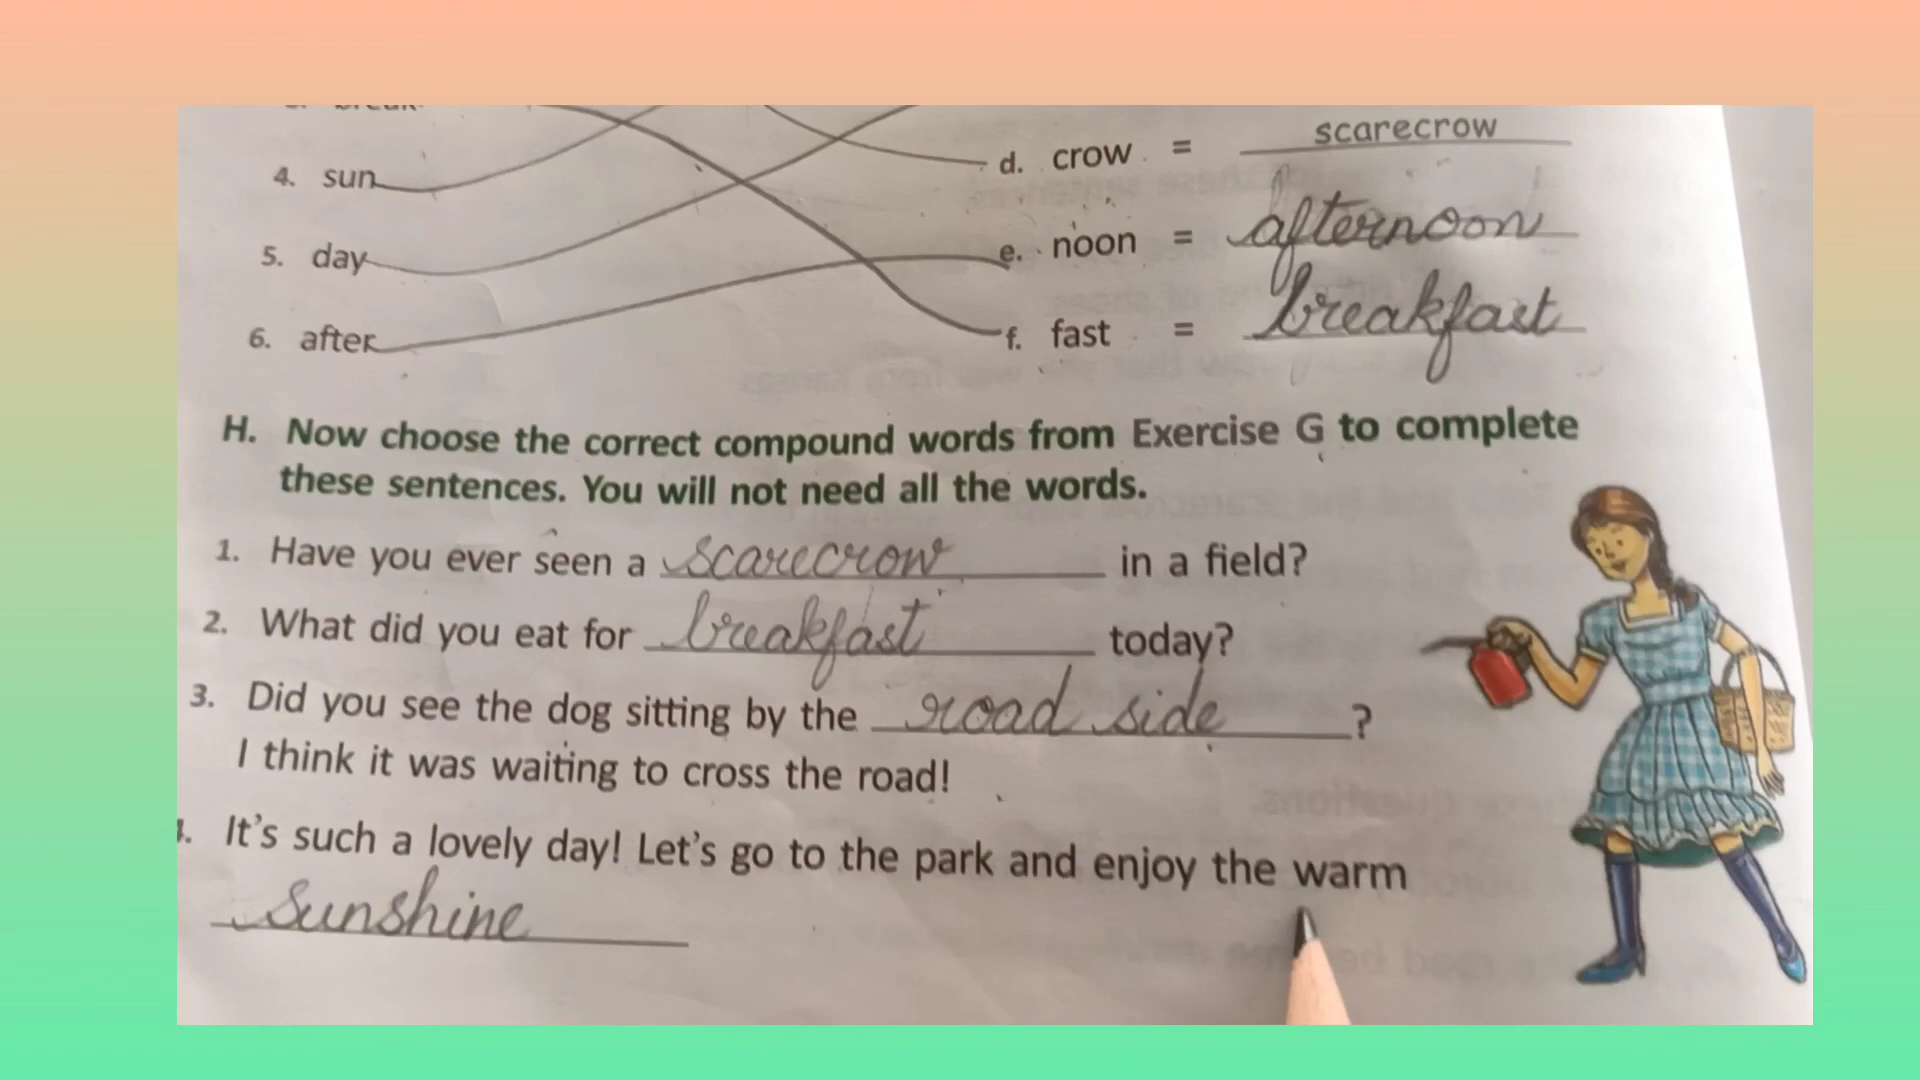 d. crow = scarecrow
4. sun
e. noon = afternoon
5. day
f. fast = breakfast
6. after
H. Now choose the correct compound words from Exercise G to complete
these sentences. You will not need all the words.
1. Have you ever seen a scarecrow in a field?
2. What did you eat for breakfast today?
3. Did you see the dog sitting by the road side ?
I think it was waiting to cross the road!
It's such a lovely day! Let's go to the park and enjoy the warm
sunshine